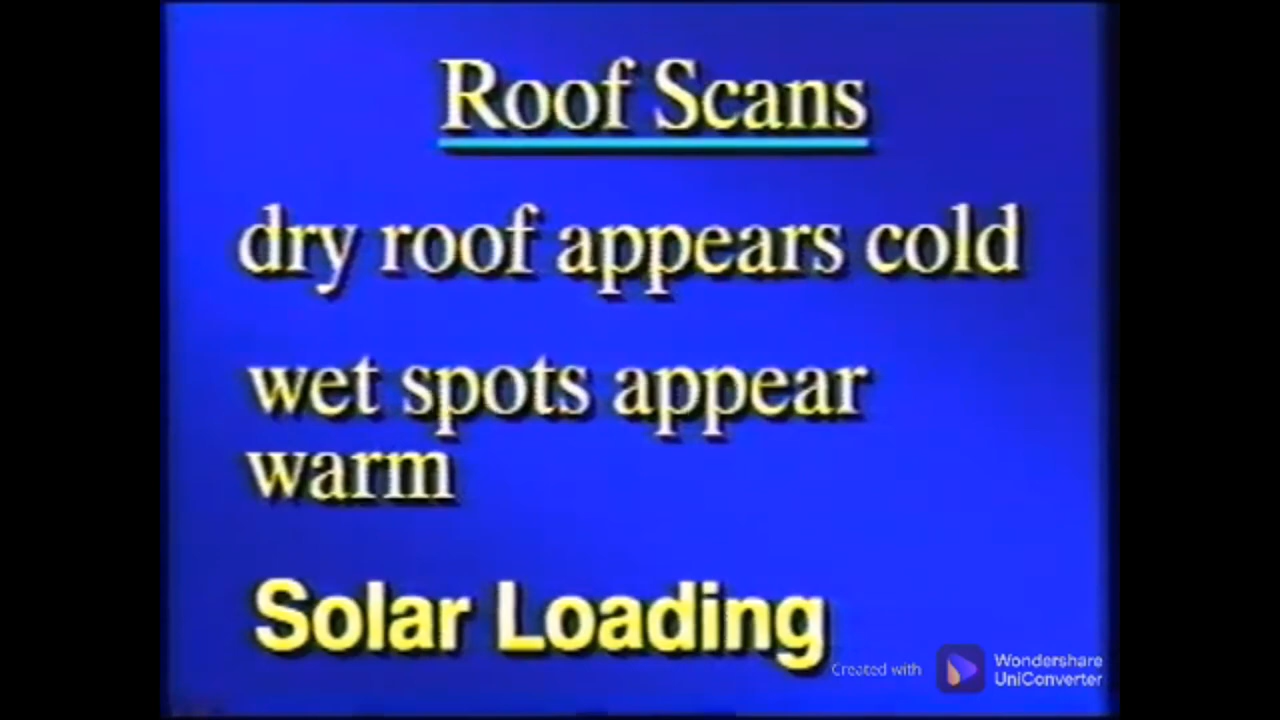 Roof Scans
dry roof appears cold
wet spots appear
warm
Solar Loading
Created with
Wondershare
UniConverter